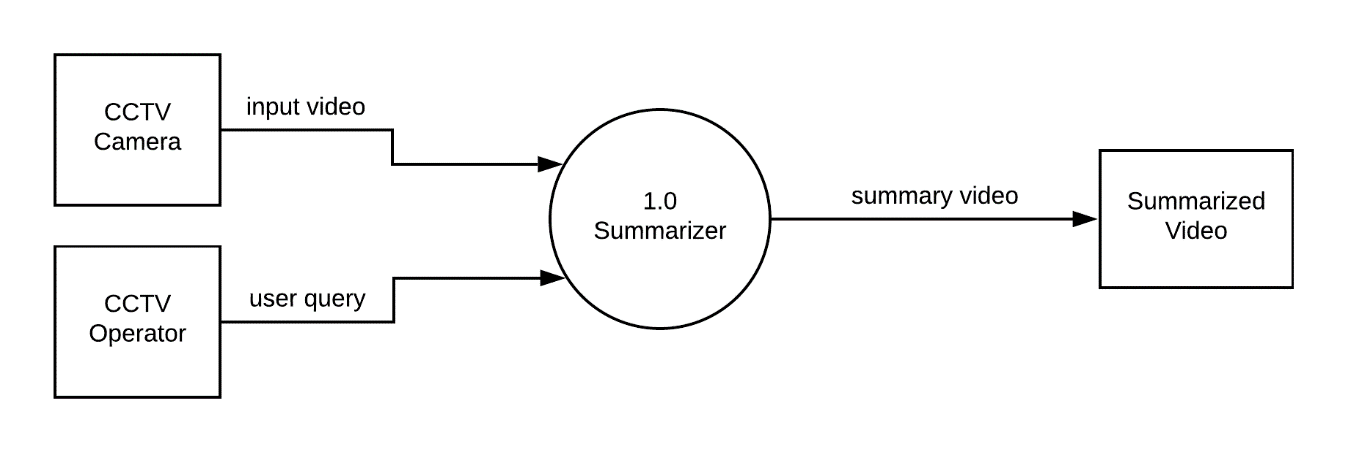 CCTV
Camera
input video
CCTV
Operator
user query
1.0
Summarizer
summary video
Summarized
Video